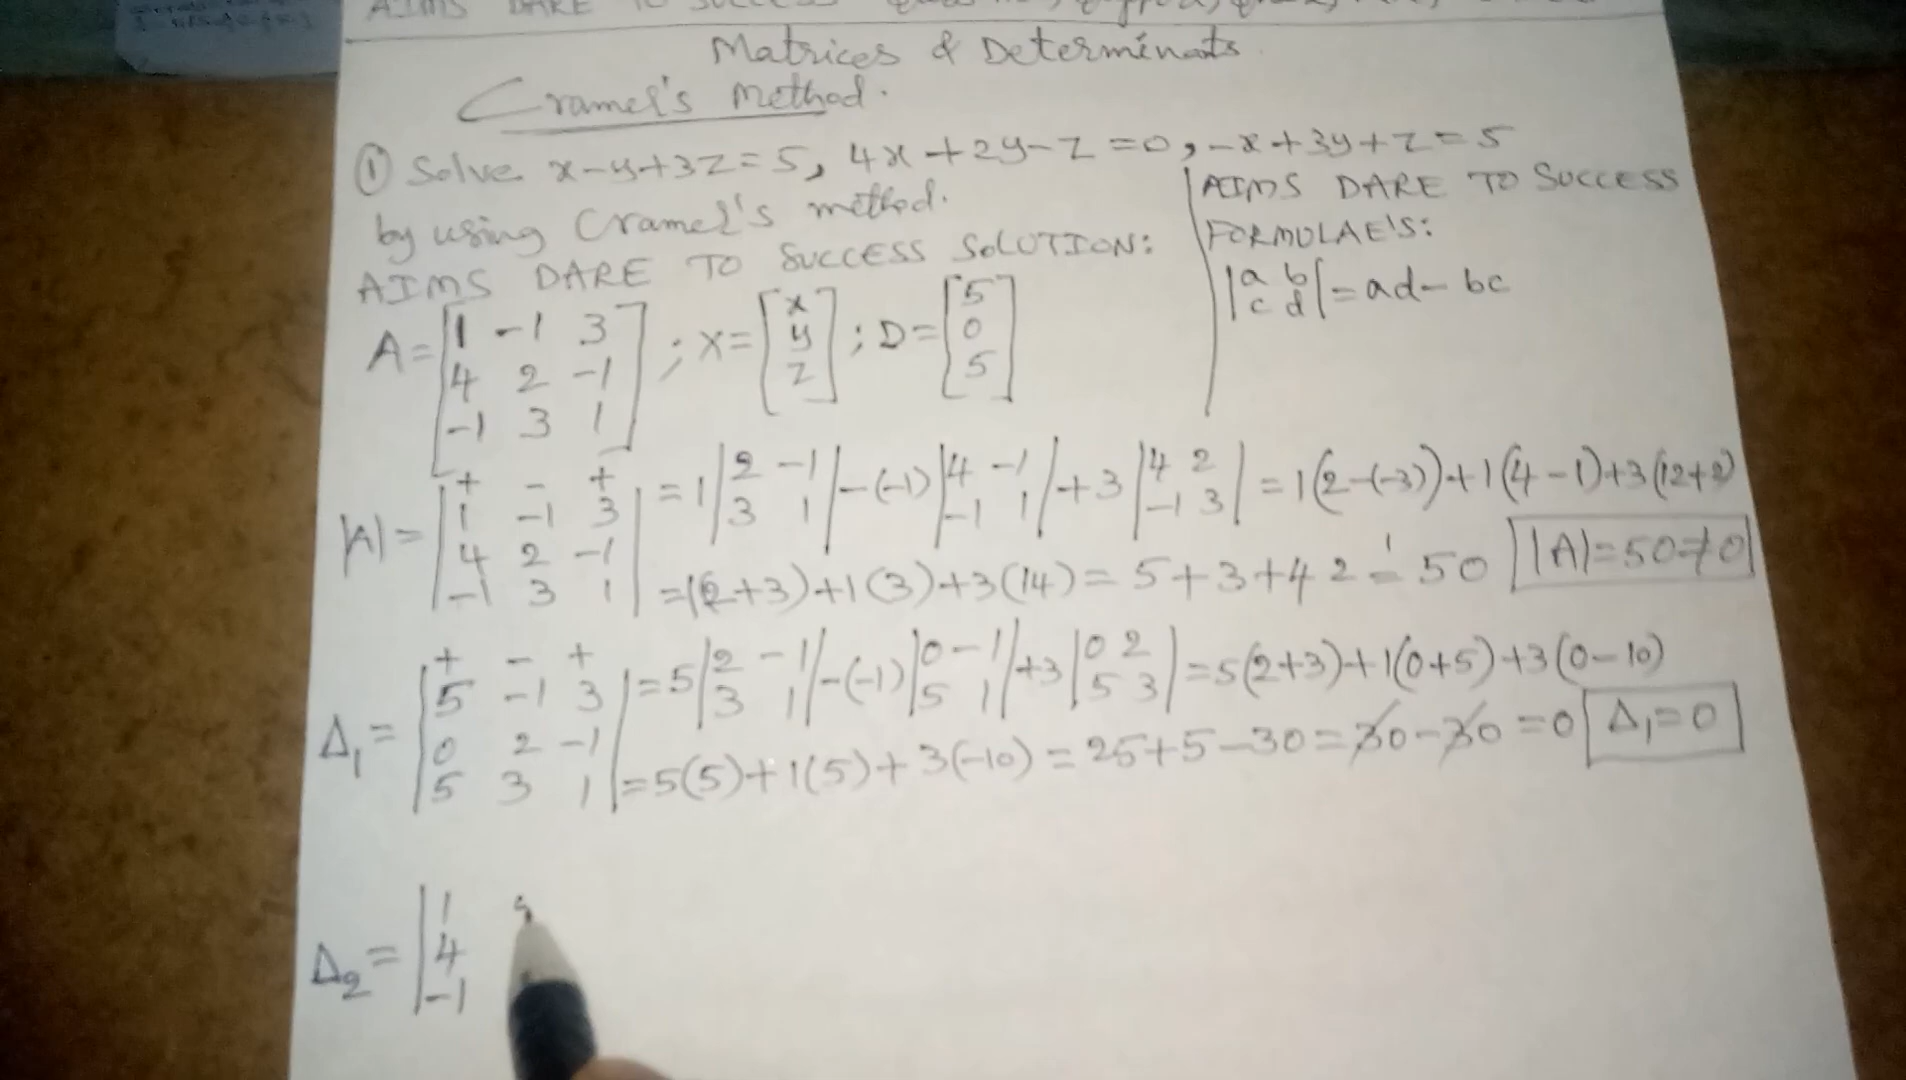 AIMS DARE TO SUCCESS
Matrices & Determinants
Cramer's Method.
① Solve x-y+3z=5, 4x+2y-z=0, -x+3y+z=5
by using Cramer's method.
AIMS DARE TO SUCCESS SOLUTION:
AIMS DARE TO SUCCESS
FORMULAE'S:
|a b|
|c d| = ad - bc
A = [1 -1 3] ; X = [x] ; D = [5]
[4 2 -1] [y] [0]
[-1 3 1] [z] [5]
+ - +
|A| = |1 -1 3| = 1|2 -1| -(-1)|4 -1| +3|4 2| = 1(2-(-3))+1(4-1)+3(12+2)
|4 2 -1| |3 1| |-1 1| |-1 3|
|-1 3 1| =1(2+3)+1(3)+3(14) = 5+3+42 = 50 |A|=50≠0
+ - +
Δ₁ = |5 -1 3| = 5|2 -1| -(-1)|0 -1| +3|0 2| = 5(2+3)+1(0+5)+3(0-10)
|0 2 -1| |3 1| |5 1| |5 3|
|5 3 1| =5(5)+1(5)+3(-10) = 25+5-30 = 30-30 = 0 Δ₁=0
Δ₂ = |1
|4
|-1